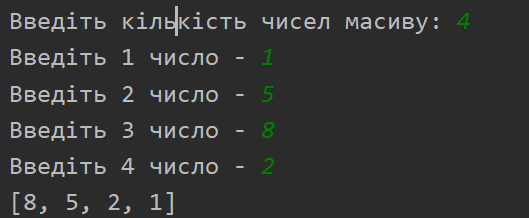 Введіть кількість чисел масиву: 4
Введіть 1 число - 1
Введіть 2 число - 5
Введіть 3 число - 8
Введіть 4 число - 2
[8, 5, 2, 1]